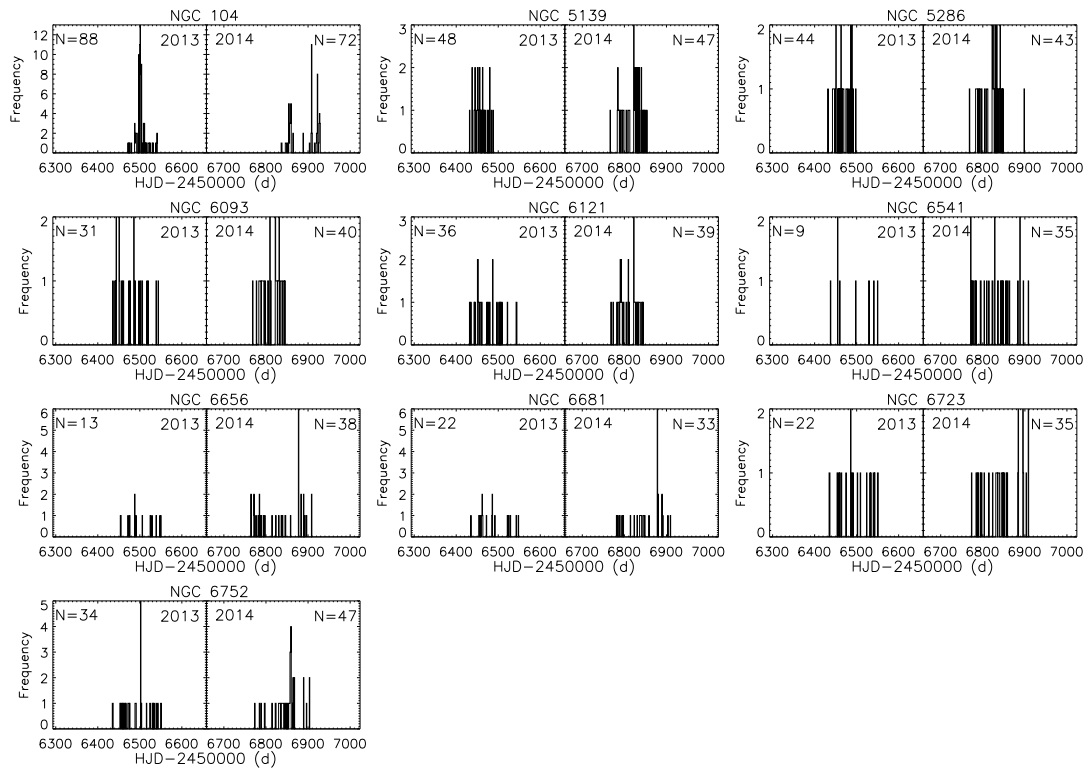 NGC 104
N=88 2013 2014 N=72
Frequency
12
10
8
6
4
2
0
6300 6400 6500 6600 6700 6800 6900 7000
HJD-2450000 (d)
NGC 5139
N=48 2013 2014 N=47
Frequency
3
2
1
0
6300 6400 6500 6600 6700 6800 6900 7000
HJD-2450000 (d)
NGC 5286
N=44 2013 2014 N=43
Frequency
2
1
0
6300 6400 6500 6600 6700 6800 6900 7000
HJD-2450000 (d)
NGC 6093
N=31 2013 2014 N=40
Frequency
2
1
0
6300 6400 6500 6600 6700 6800 6900 7000
HJD-2450000 (d)
NGC 6121
N=36 2013 2014 N=39
Frequency
3
2
1
0
6300 6400 6500 6600 6700 6800 6900 7000
HJD-2450000 (d)
NGC 6541
N=9 2013 2014 N=35
Frequency
2
1
0
6300 6400 6500 6600 6700 6800 6900 7000
HJD-2450000 (d)
NGC 6656
N=13 2013 2014 N=38
Frequency
6
5
4
3
2
1
0
6300 6400 6500 6600 6700 6800 6900 7000
HJD-2450000 (d)
NGC 6681
N=22 2013 2014 N=33
Frequency
6
5
4
3
2
1
0
6300 6400 6500 6600 6700 6800 6900 7000
HJD-2450000 (d)
NGC 6723
N=22 2013 2014 N=35
Frequency
2
1
0
6300 6400 6500 6600 6700 6800 6900 7000
HJD-2450000 (d)
NGC 6752
N=34 2013 2014 N=47
Frequency
5
4
3
2
1
0
6300 6400 6500 6600 6700 6800 6900 7000
HJD-2450000 (d)